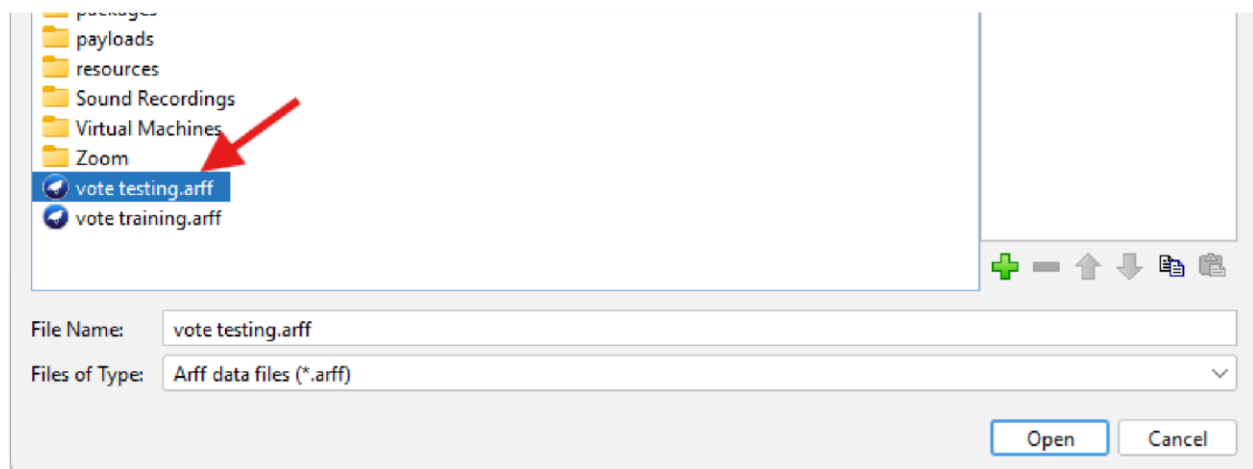 payloads
resources
Sound Recordings
Virtual Machines
Zoom
vote testing.arff
vote training.arff
File Name: vote testing.arff
Files of Type: Arff data files (*.arff)
Open Cancel